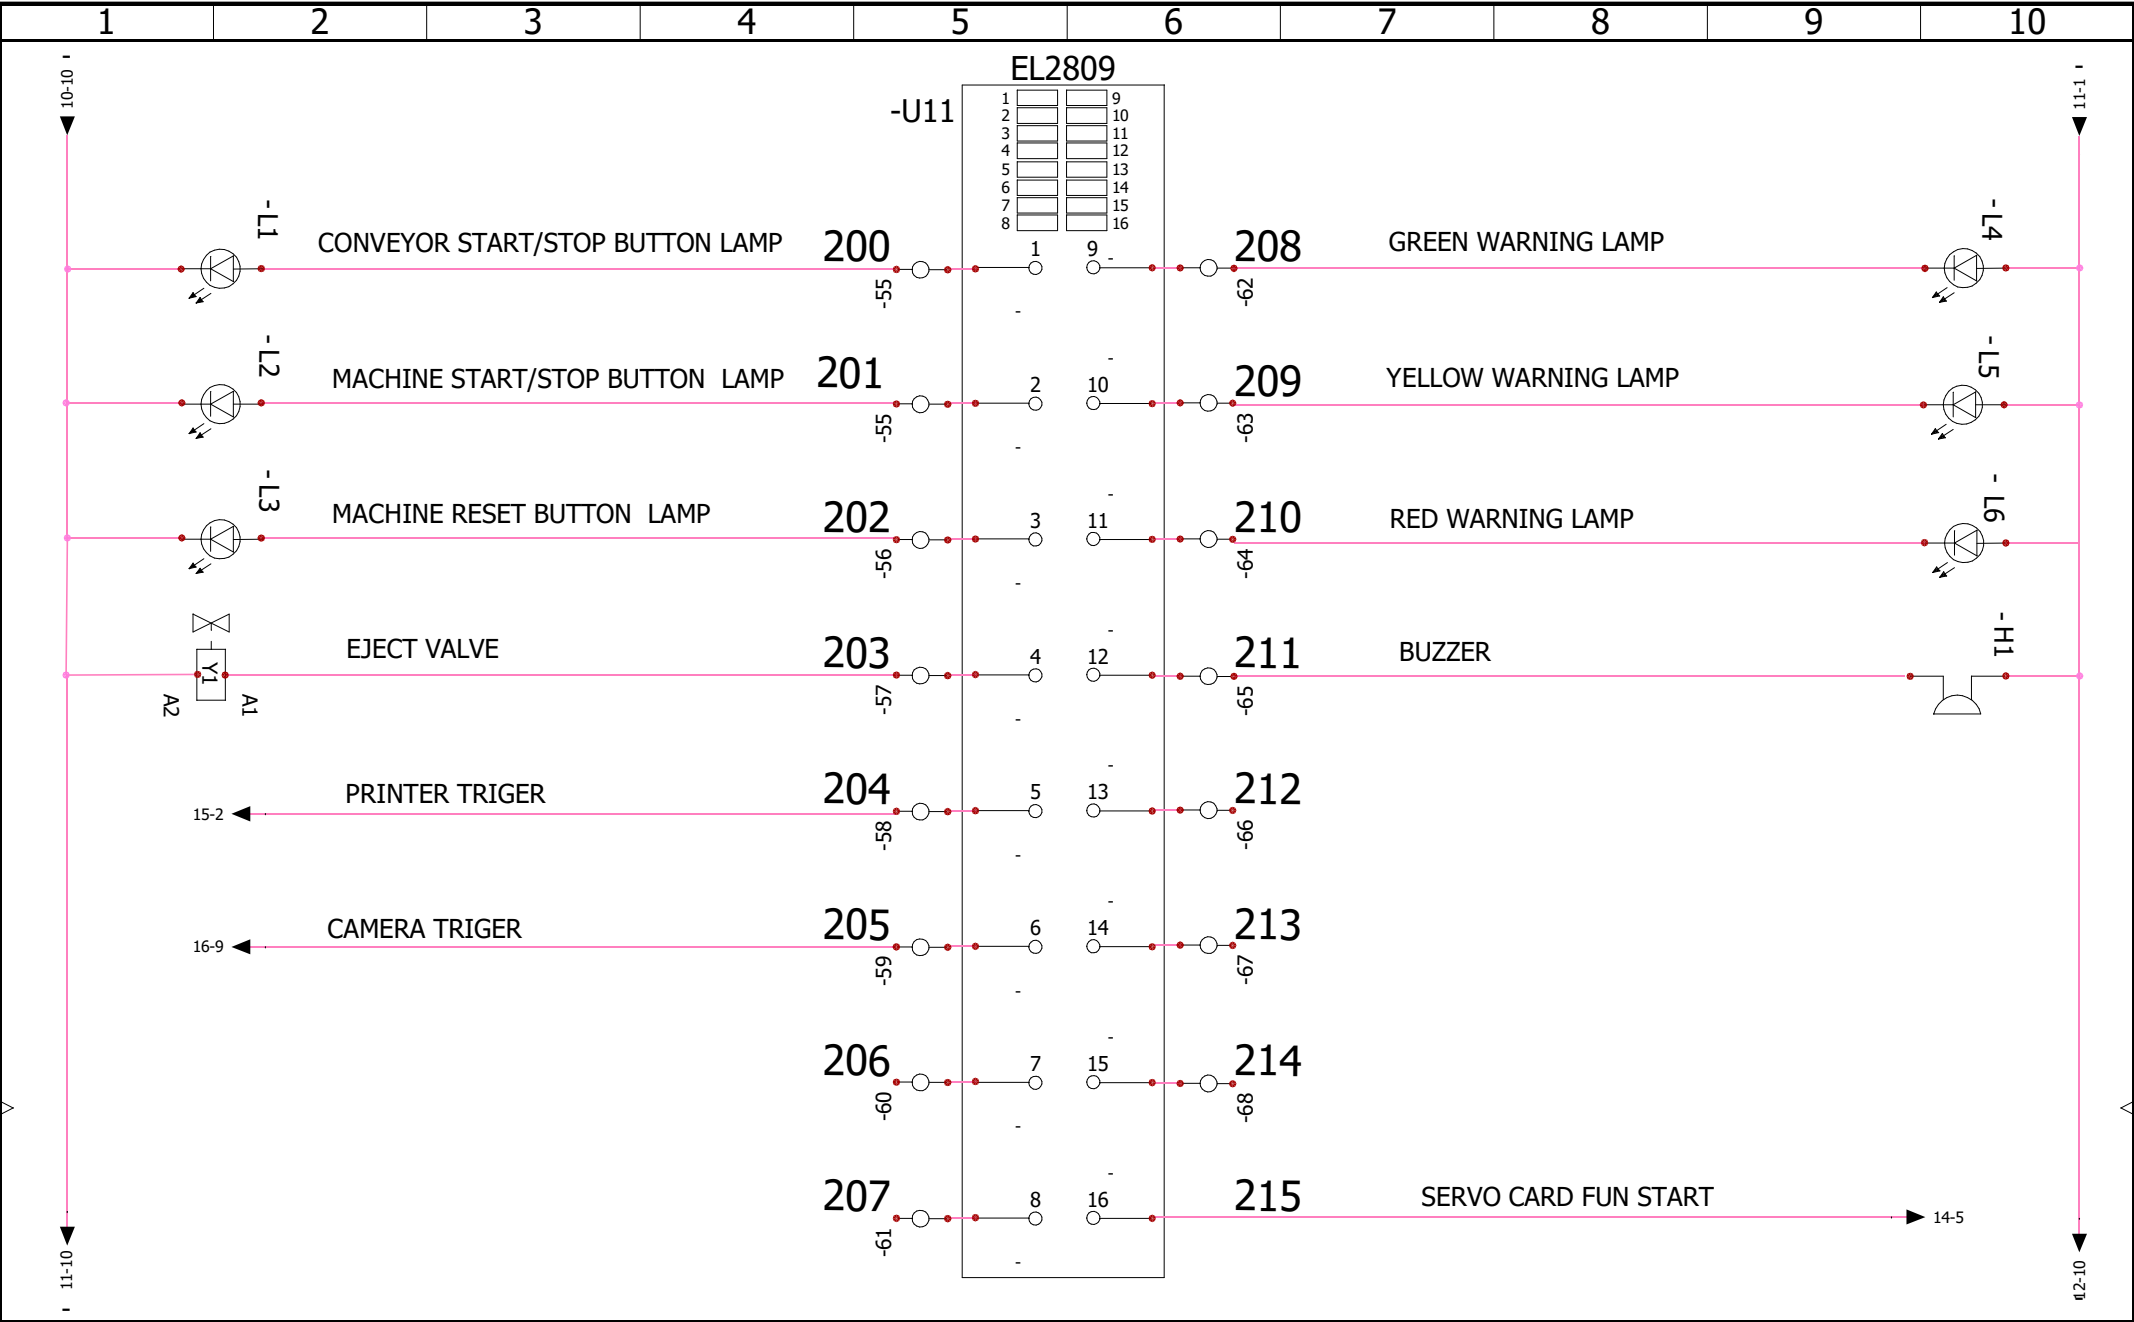 1 2 3 4 5 6 7 8 9 10
10-10 -
11-1 -
EL2809
-U11
1 9
2 10
3 11
4 12
5 13
6 14
7 15
8 16
-L1 CONVEYOR START/STOP BUTTON LAMP 200 -55 1 9 - 208 -62 GREEN WARNING LAMP -L4
-
-L2 MACHINE START/STOP BUTTON LAMP 201 -55 2 10 - 209 -63 YELLOW WARNING LAMP -L5
-
-L3 MACHINE RESET BUTTON LAMP 202 -56 3 11 - 210 -64 RED WARNING LAMP - L6
-
A2 Y1 A1 EJECT VALVE 203 -57 4 12 - 211 -65 BUZZER -H1
-
15-2 PRINTER TRIGER 204 -58 5 13 - 212 -66
-
16-9 CAMERA TRIGER 205 -59 6 14 - 213 -67
-
206 -60 7 15 - 214 -68
-
207 -61 8 16 - 215 SERVO CARD FUN START 14-5
-
11-10 -
12-10 -